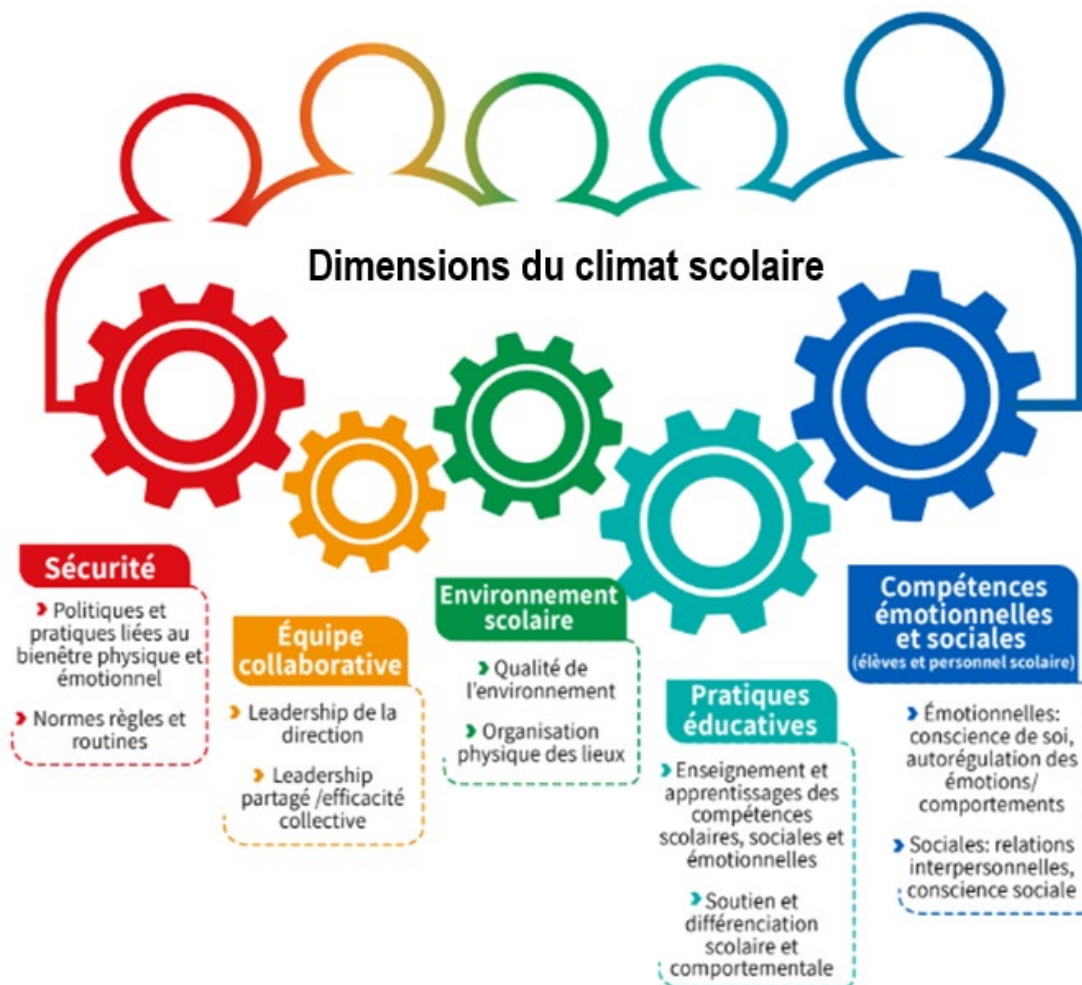 Dimensions du climat scolaire
Sécurité
Politiques et
pratiques liées au
bienêtre physique et
émotionnel
Normes règles et
routines
Équipe
collaborative
Leadership de la
direction
Leadership
partagé /efficacité
collective
Environnement
scolaire
Qualité de
l'environnement
Organisation
physique des lieux
Pratiques
éducatives
Enseignement et
apprentissages des
compétences
scolaires, sociales et
émotionnelles
Soutien et
différenciation
scolaire et
comportementale
Compétences
émotionnelles
et sociales
(élèves et personnel scolaire)
Émotionnelles:
conscience de soi,
autorégulation des
émotions/
comportements
Sociales: relations
interpersonnelles,
conscience sociale